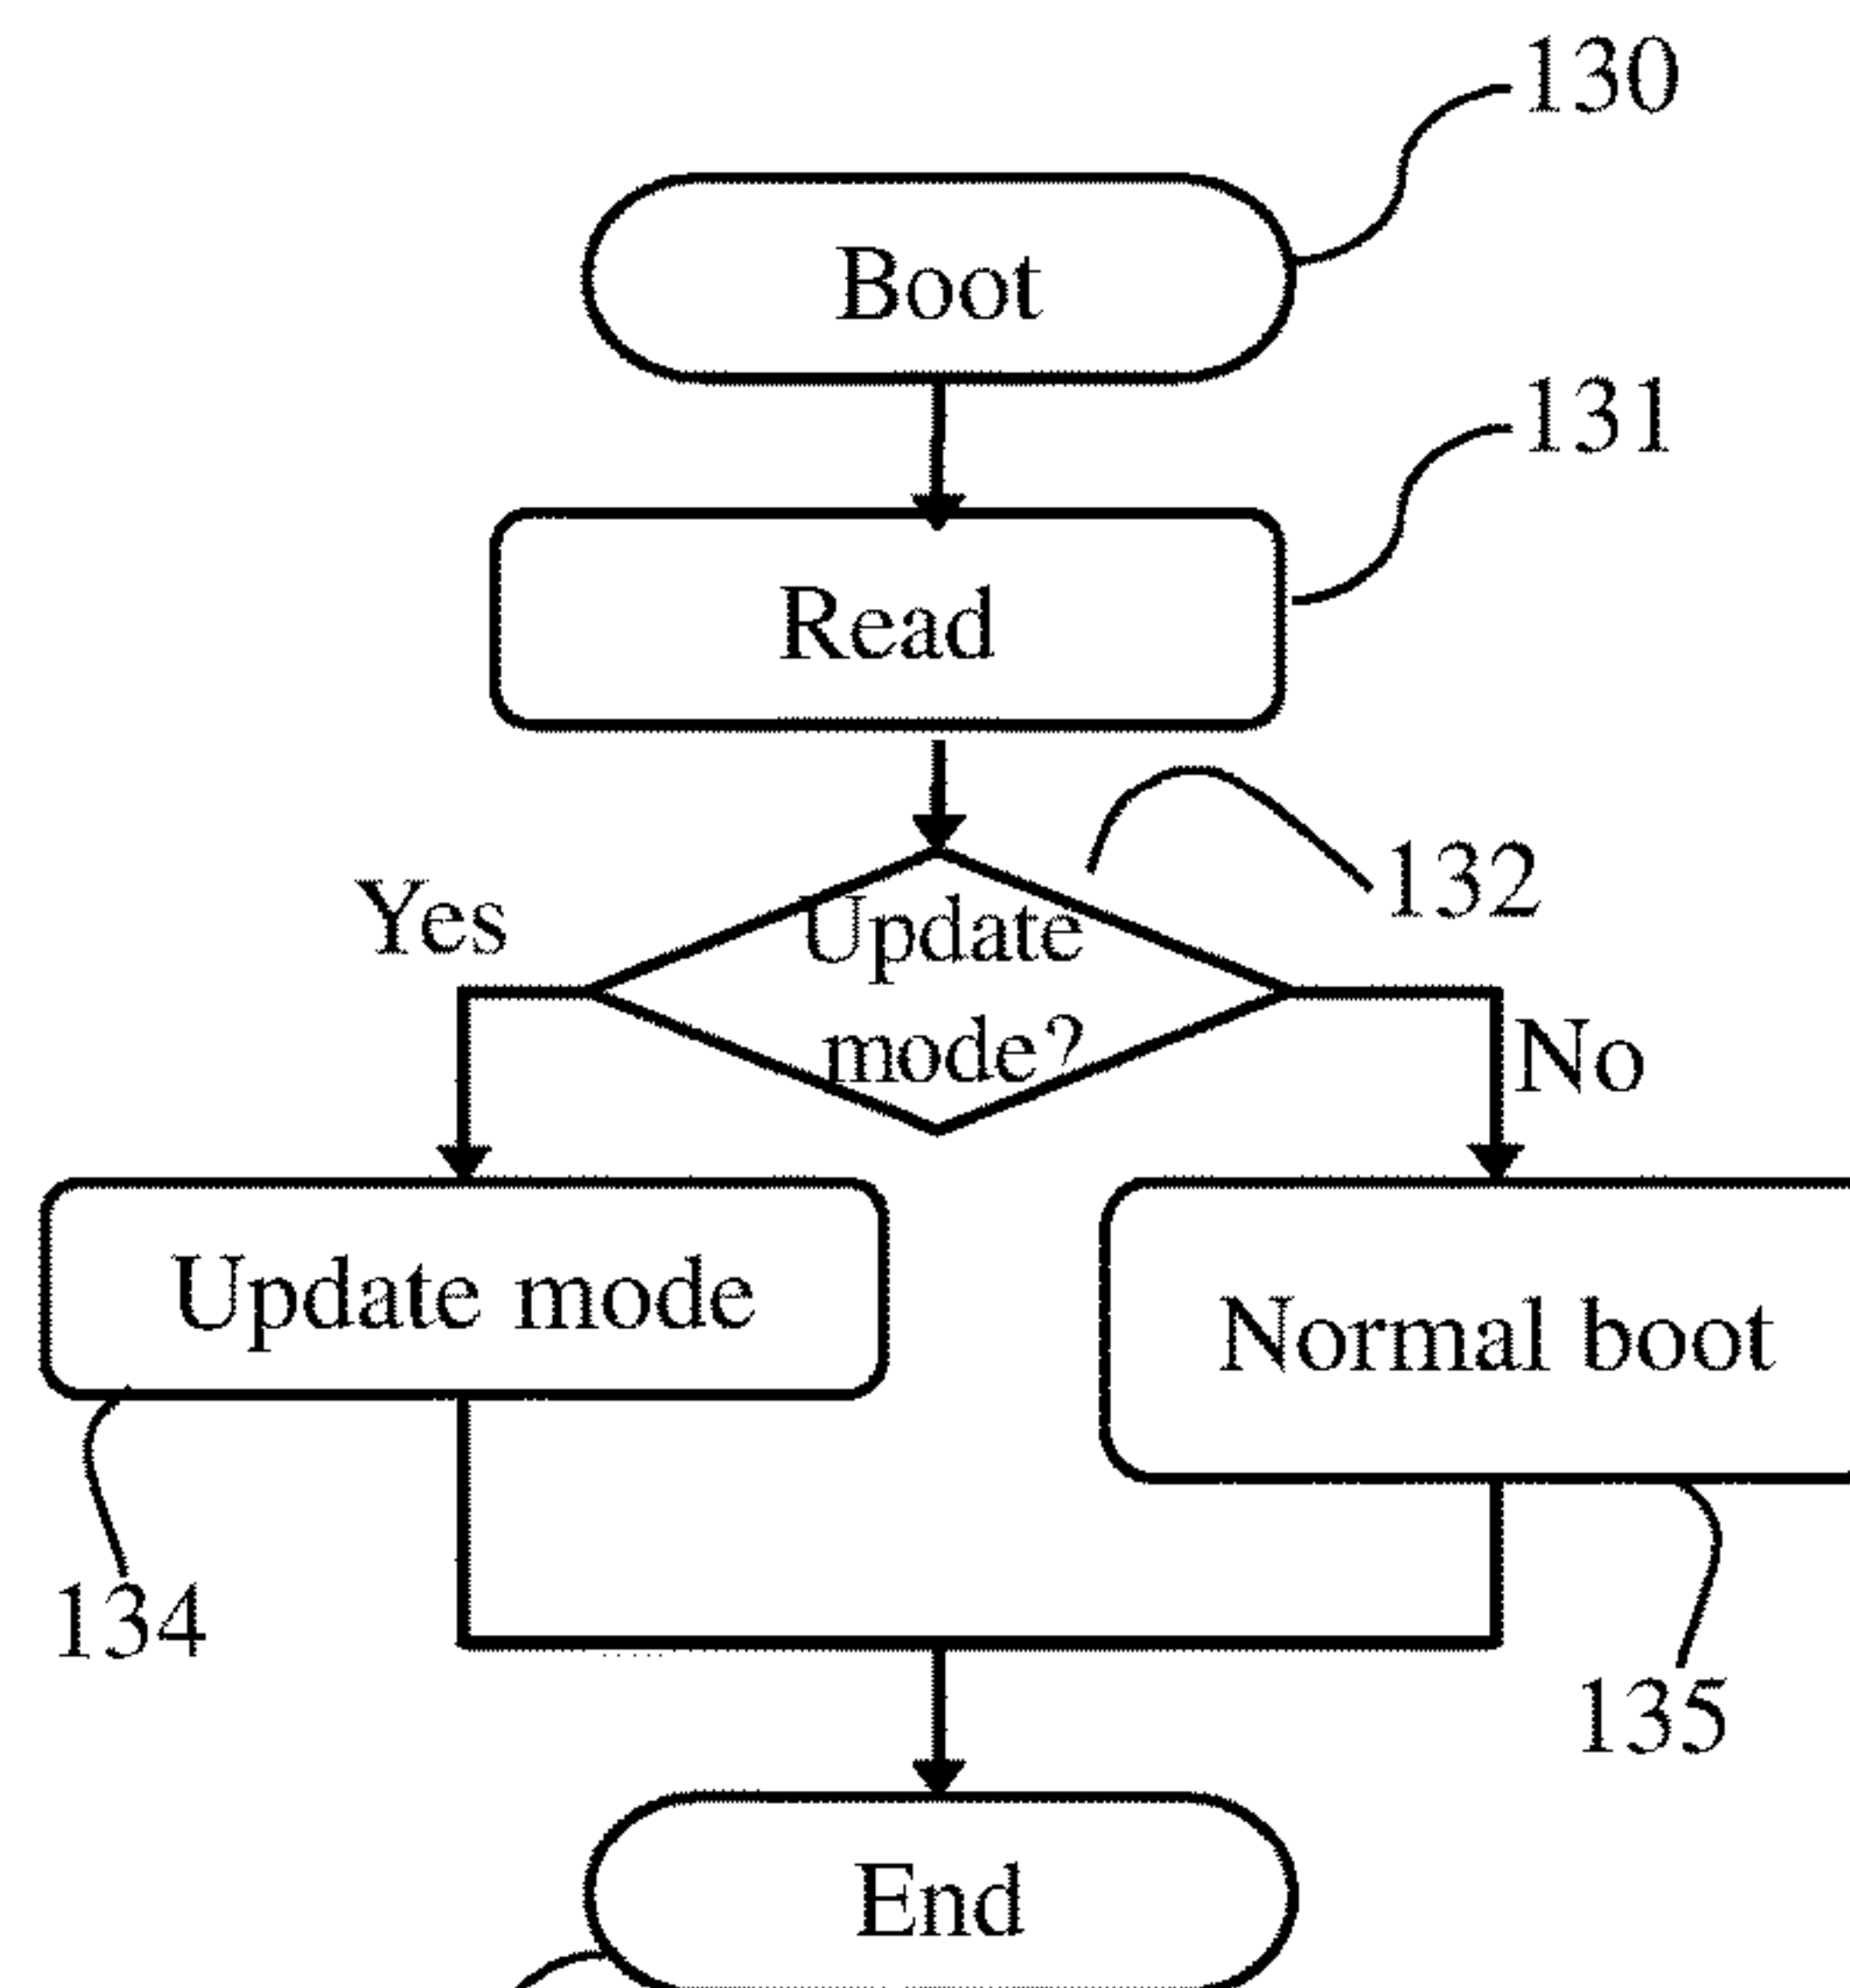 130
Boot
131
Read
132
Yes
Update
mode?
No
Update mode
Normal boot
134
135
End